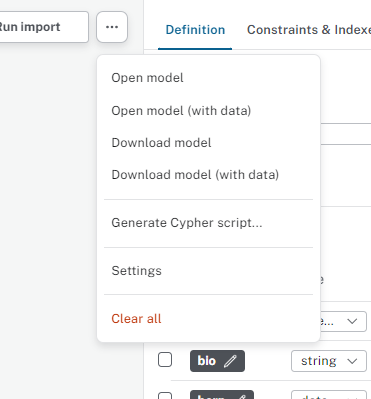 Run import
...
Definition
Constraints & Indexe
Open model
Open model (with data)
Download model
Download model (with data)
Generate Cypher script...
Settings
Clear all
e
e...
bio
string